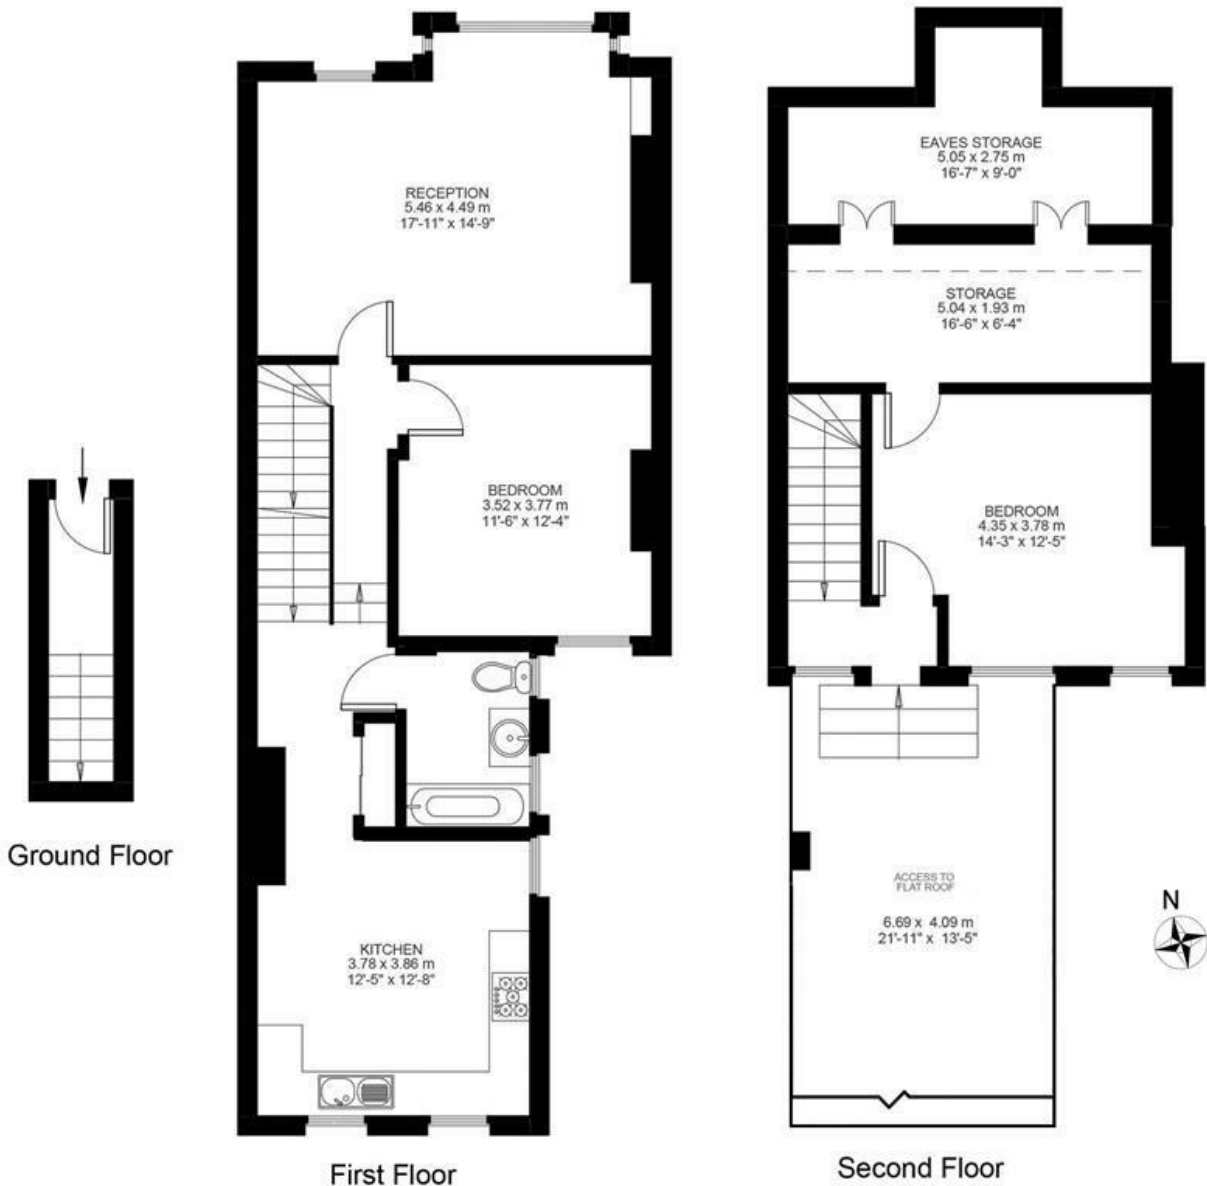 RECEPTION
5.46 x 4.49 m
17'-11" x 14'-9"
BEDROOM
3.52 x 3.77 m
11'-6" x 12'-4"
KITCHEN
3.78 x 3.86 m
12'-5" x 12'-8"
EAVES STORAGE
5.05 x 2.75 m
16'-7" x 9'-0"
STORAGE
5.04 x 1.93 m
16'-6" x 6'-4"
BEDROOM
4.35 x 3.78 m
14'-3" x 12'-5"
ACCESS TO
FLAT ROOF
6.69 x 4.09 m
21'-11" x 13'-5"
N
Ground Floor
First Floor
Second Floor